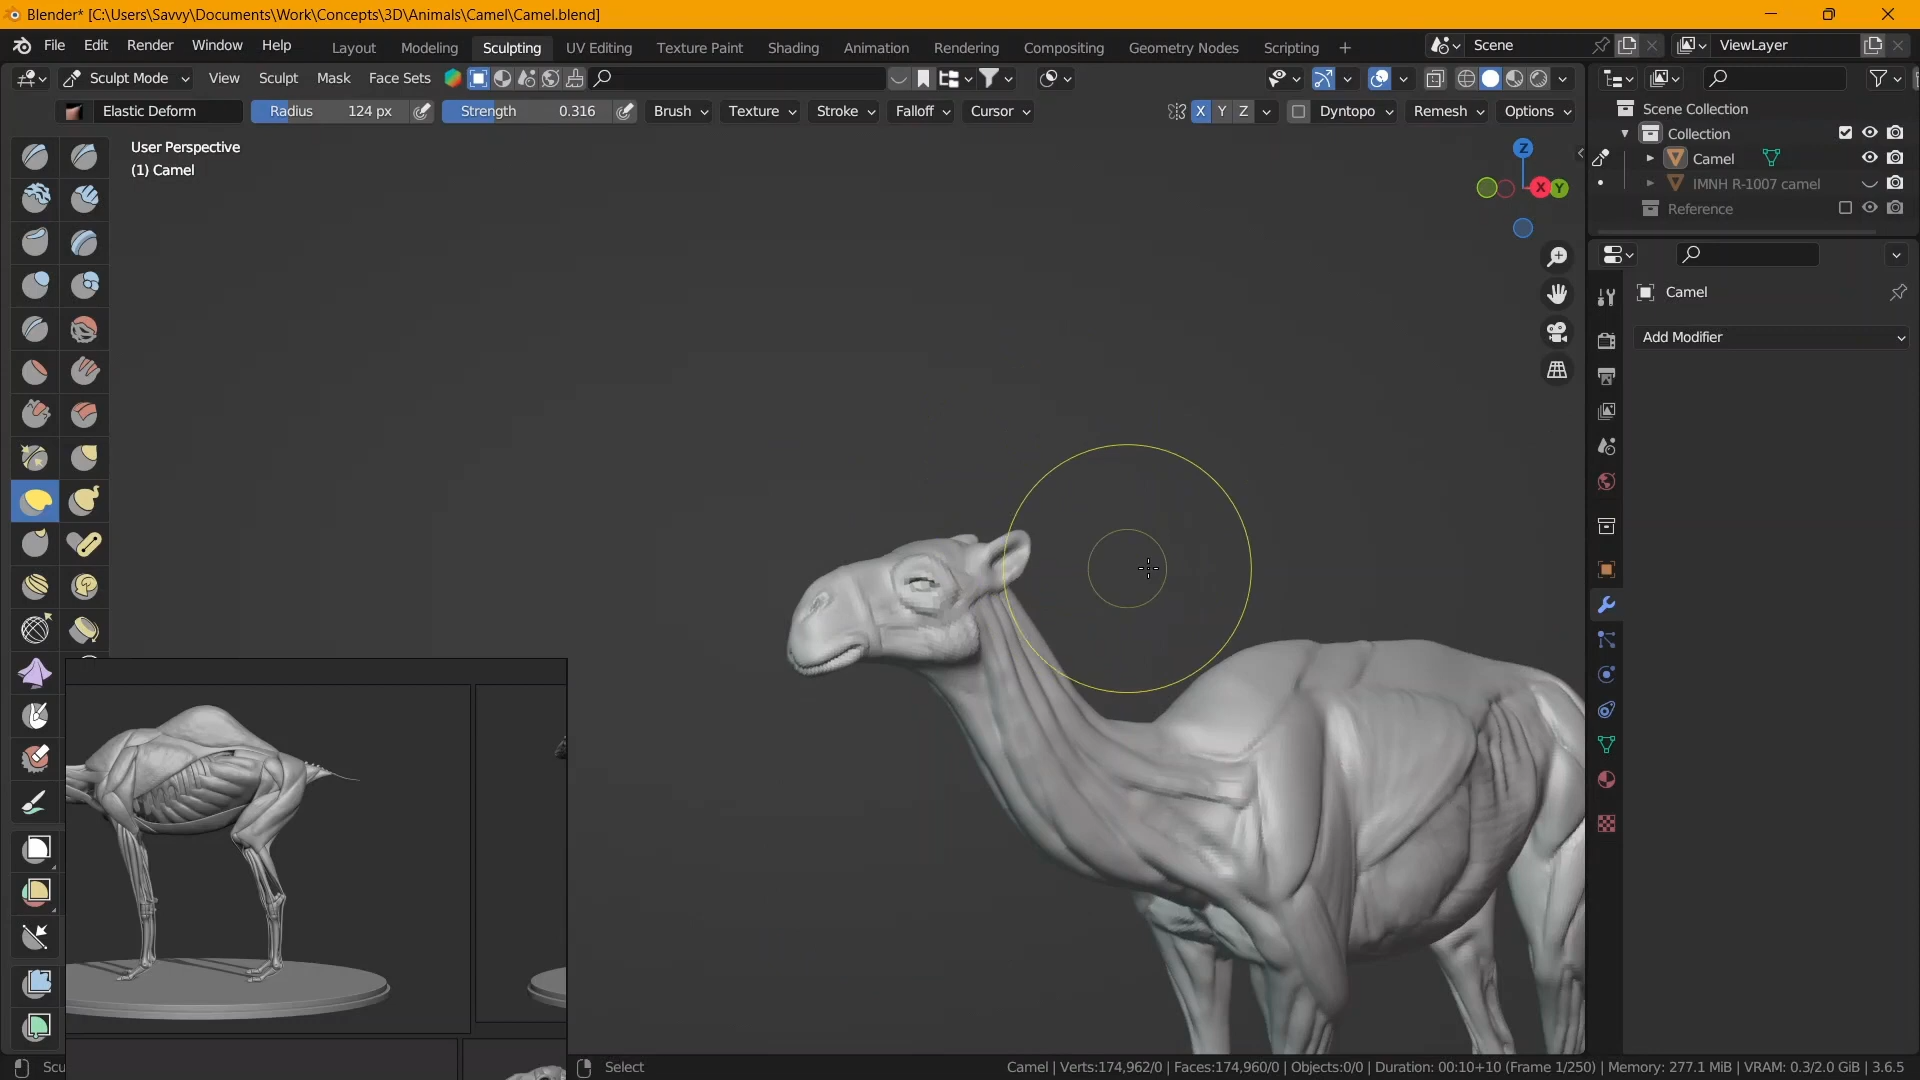 Blender* [C:\Users\Savvy\Documents\Work\Concepts\3D\Animals\Camel\Camel.blend]
File Edit Render Window Help Layout Modeling Sculpting UV Editing Texture Paint Shading Animation Rendering Compositing Geometry Nodes Scripting + Scene ViewLayer
Sculpt Mode View Sculpt Mask Face Sets
Elastic Deform Radius 124 px Strength 0.316 Brush Texture Stroke Falloff Cursor X Y Z Dyntopo Remesh Options
Scene Collection
Collection
Camel
IMNH R-1007 camel
Reference
User Perspective
(1) Camel
Z
X Y
Camel
Add Modifier
Scu
Select
Camel | Verts:174,962/0 | Faces:174,960/0 | Objects:0/0 | Duration: 00:10+10 (Frame 1/250) | Memory: 277.1 MiB | VRAM: 0.3/2.0 GiB | 3.6.5